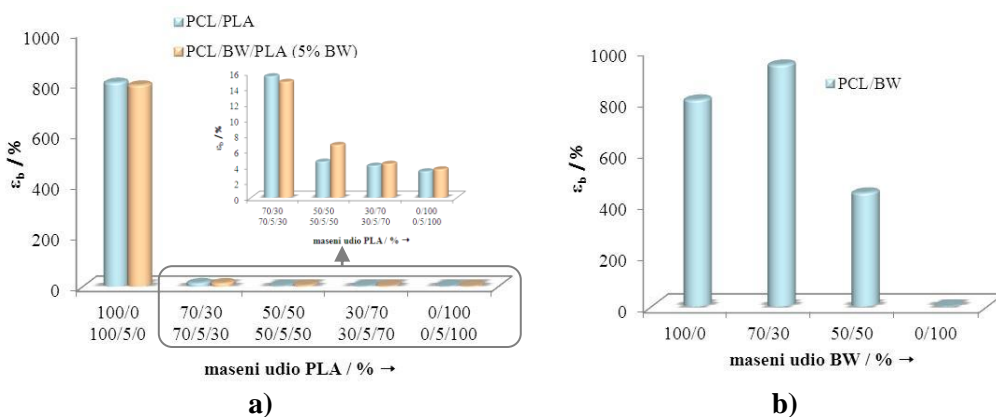 PCL/PLA
PCL/BW/PLA (5% BW)
1000
800
600
400
200
0
ε_b / %
16
14
12
10
8
6
4
2
0
ε_b / %
70/30 50/50 30/70 0/100
70/5/30 50/5/50 30/5/70 0/5/100
maseni udio PLA / % →
100/0 70/30 50/50 30/70 0/100
100/5/0 70/5/30 50/5/50 30/5/70 0/5/100
maseni udio PLA / % →
a)
1000
800
600
400
200
0
ε_b / %
PCL/BW
100/0 70/30 50/50 0/100
maseni udio BW / % →
b)